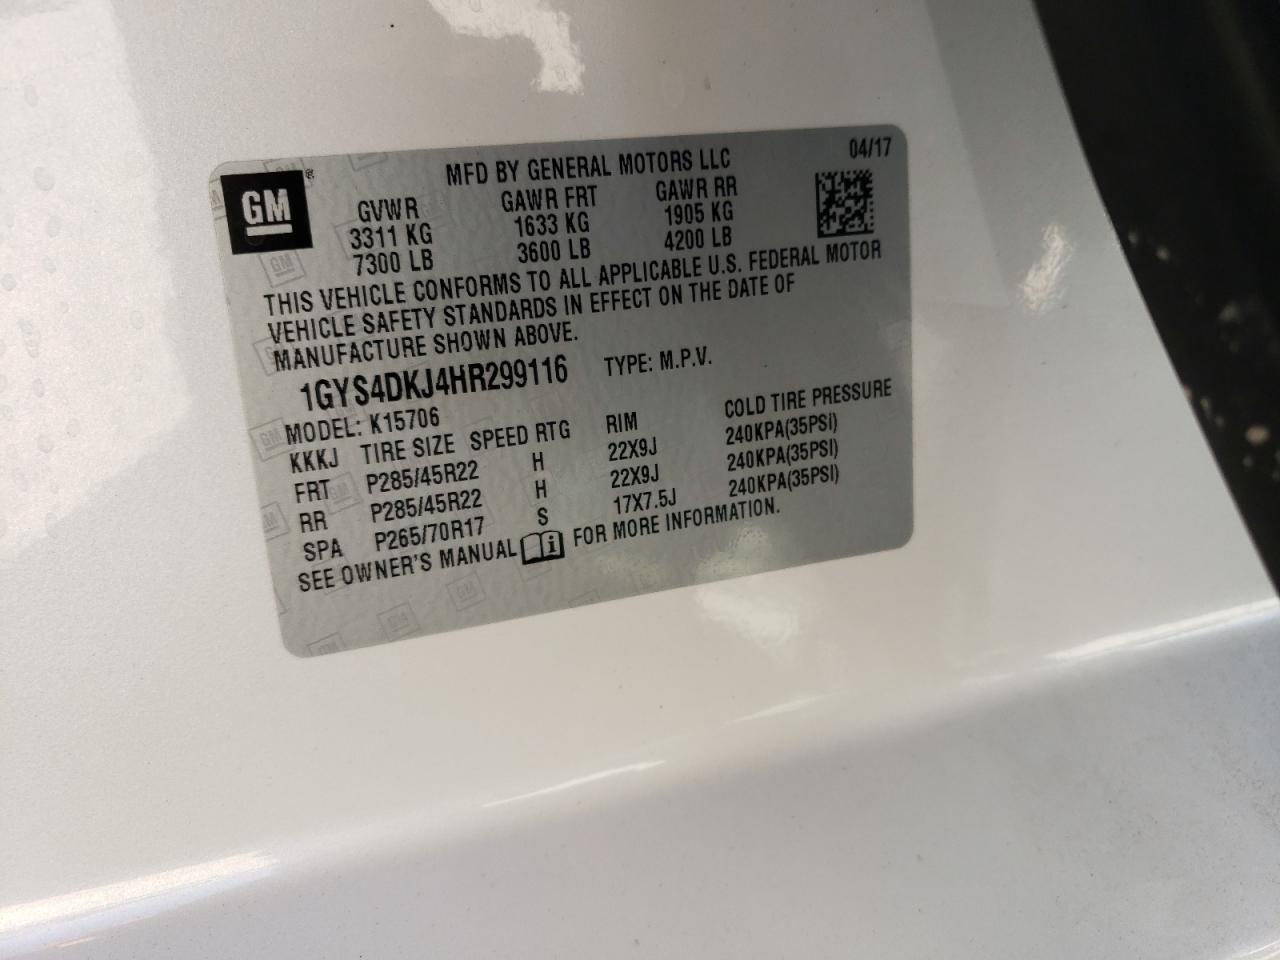 GM ®
MFD BY GENERAL MOTORS LLC 04/17
GVWR GAWR FRT GAWR RR
3311 KG 1633 KG 1905 KG
7300 LB 3600 LB 4200 LB
THIS VEHICLE CONFORMS TO ALL APPLICABLE U.S. FEDERAL MOTOR
VEHICLE SAFETY STANDARDS IN EFFECT ON THE DATE OF
MANUFACTURE SHOWN ABOVE.
1GYS4DKJ4HR299116 TYPE: M.P.V.
MODEL: K15706
KKKJ TIRE SIZE SPEED RTG RIM COLD TIRE PRESSURE
FRT P285/45R22 H 22X9J 240KPA(35PSI)
RR P285/45R22 H 22X9J 240KPA(35PSI)
SPA P265/70R17 S 17X7.5J 240KPA(35PSI)
SEE OWNER'S MANUAL i FOR MORE INFORMATION.